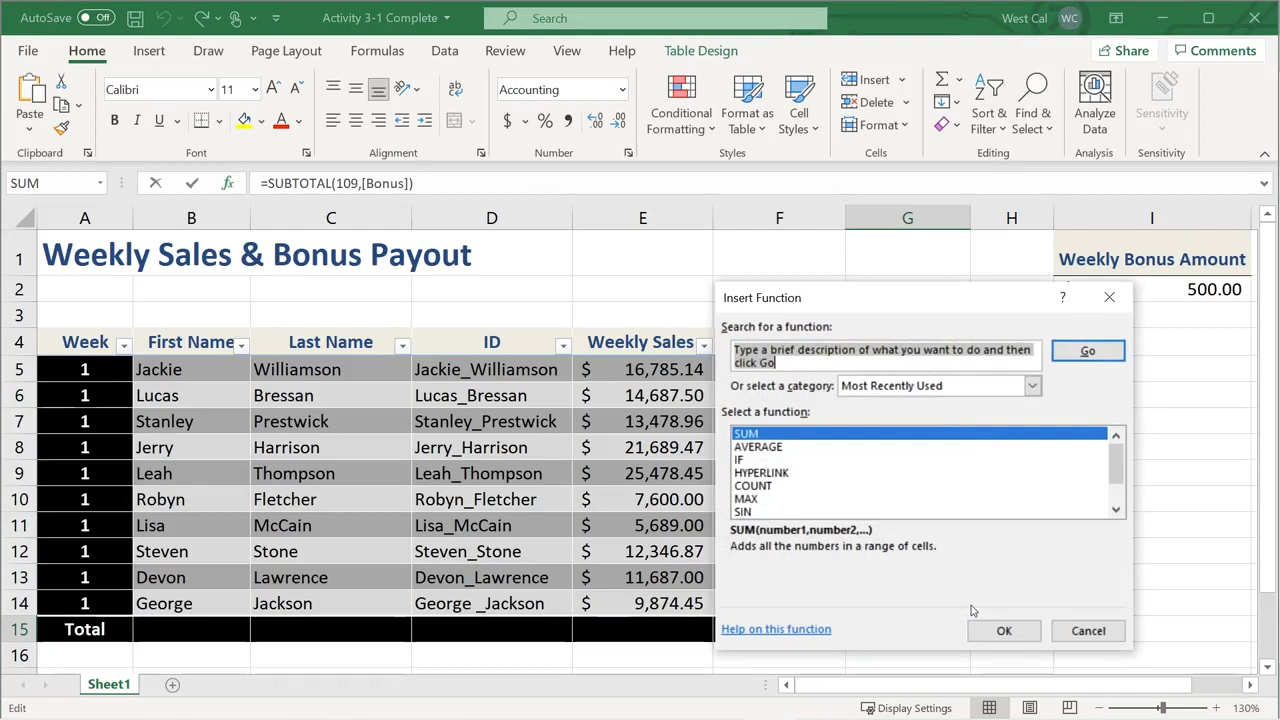 AutoSave Off Activity 3-1 Complete Search West Cal WC
File Home Insert Draw Page Layout Formulas Data Review View Help Table Design Share Comments
Paste
Calibri 11
B I U A
ab
Accounting
$ % 9
Conditional Formatting
Format as Table
Cell Styles
Insert
Delete
Format
Sort & Filter
Find & Select
Analyze Data
Sensitivity
Clipboard Font Alignment Number Styles Cells Editing Analysis Sensitivity
SUM fx =SUBTOTAL(109,[Bonus])
A B C D E F G H I
1 Weekly Sales & Bonus Payout Weekly Bonus Amount
2 500.00
3
4 Week First Name Last Name ID Weekly Sales
5 1 Jackie Williamson Jackie_Williamson $ 16,785.14
6 1 Lucas Bressan Lucas_Bressan $ 14,687.50
7 1 Stanley Prestwick Stanley_Prestwick $ 13,478.96
8 1 Jerry Harrison Jerry_Harrison $ 21,689.47
9 1 Leah Thompson Leah_Thompson $ 25,478.45
10 1 Robyn Fletcher Robyn_Fletcher $ 7,600.00
11 1 Lisa McCain Lisa_McCain $ 5,689.00
12 1 Steven Stone Steven_Stone $ 12,346.87
13 1 Devon Lawrence Devon_Lawrence $ 11,687.00
14 1 George Jackson George _Jackson $ 9,874.45
15 Total
16
Insert Function ?
Search for a function:
Type a brief description of what you want to do and then
click Go
Go
Or select a category: Most Recently Used
Select a function:
SUM
AVERAGE
IF
HYPERLINK
COUNT
MAX
SIN
SUM(number1,number2,...)
Adds all the numbers in a range of cells.
Help on this function OK Cancel
Sheet1
Edit Display Settings 130%